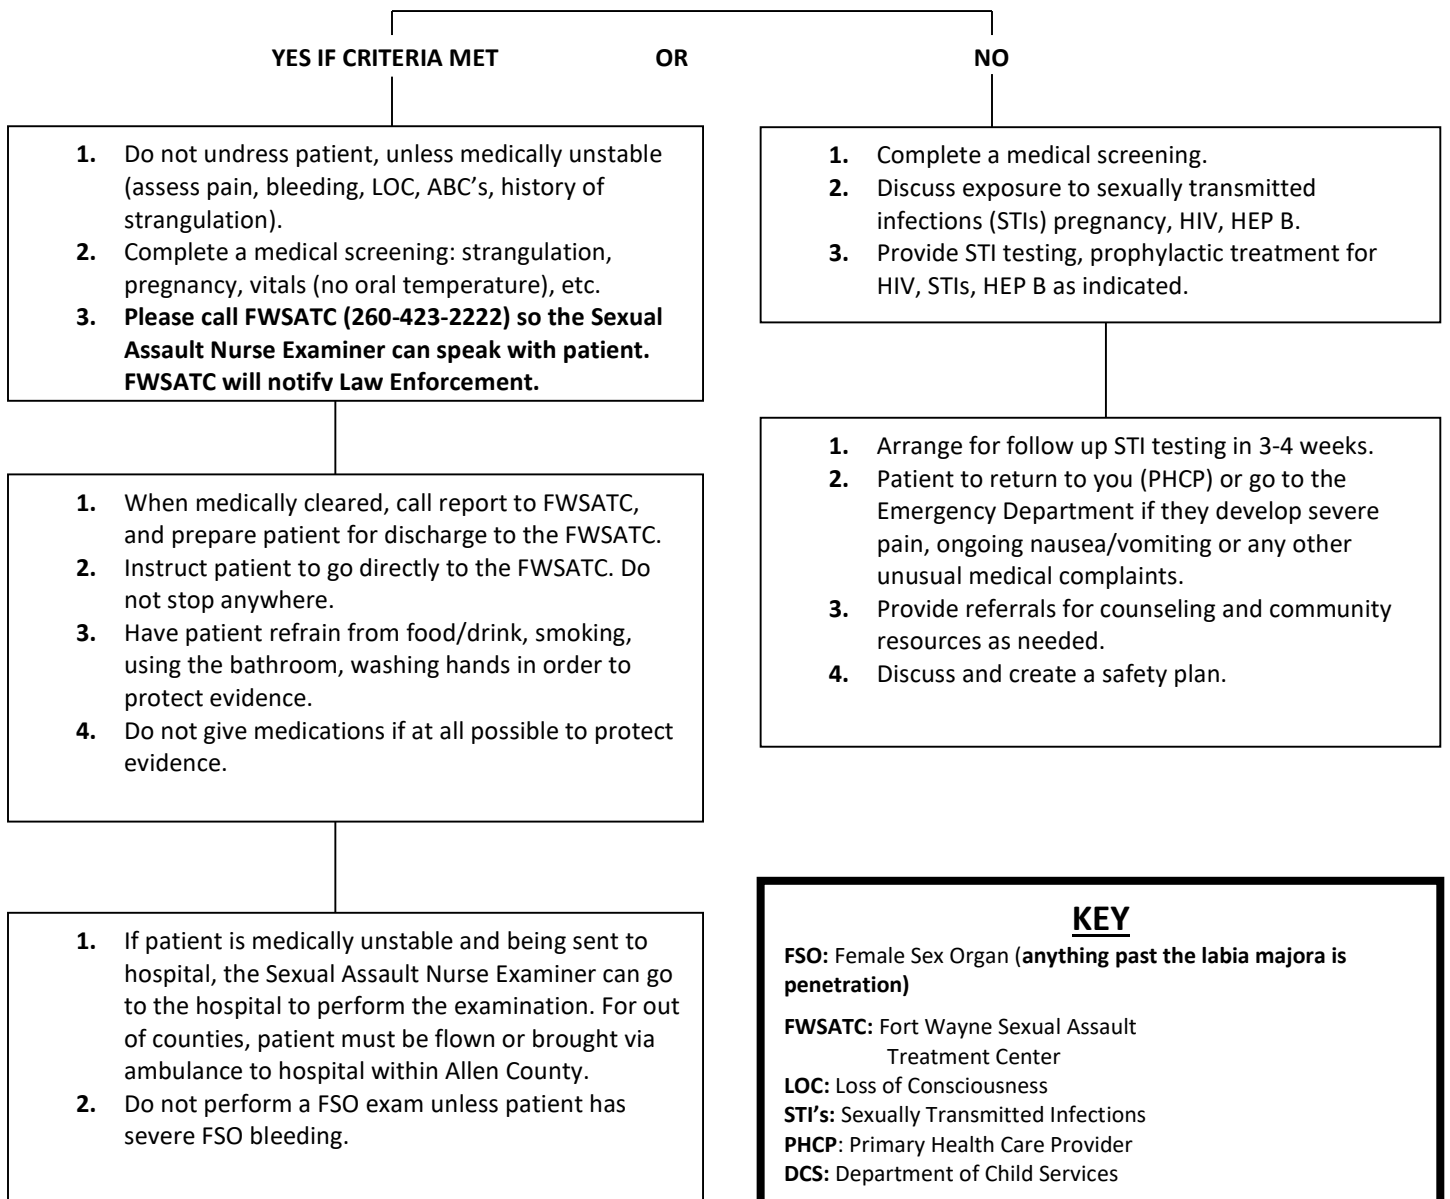 YES IF CRITERIA MET OR NO
1. Do not undress patient, unless medically unstable
(assess pain, bleeding, LOC, ABC’s, history of
strangulation).
2. Complete a medical screening: strangulation,
pregnancy, vitals (no oral temperature), etc.
3. Please call FWSATC (260-423-2222) so the Sexual
Assault Nurse Examiner can speak with patient.
FWSATC will notify Law Enforcement.
1. When medically cleared, call report to FWSATC,
and prepare patient for discharge to the FWSATC.
2. Instruct patient to go directly to the FWSATC. Do
not stop anywhere.
3. Have patient refrain from food/drink, smoking,
using the bathroom, washing hands in order to
protect evidence.
4. Do not give medications if at all possible to protect
evidence.
1. If patient is medically unstable and being sent to
hospital, the Sexual Assault Nurse Examiner can go
to the hospital to perform the examination. For out
of counties, patient must be flown or brought via
ambulance to hospital within Allen County.
2. Do not perform a FSO exam unless patient has
severe FSO bleeding.
1. Complete a medical screening.
2. Discuss exposure to sexually transmitted
infections (STIs) pregnancy, HIV, HEP B.
3. Provide STI testing, prophylactic treatment for
HIV, STIs, HEP B as indicated.
1. Arrange for follow up STI testing in 3-4 weeks.
2. Patient to return to you (PHCP) or go to the
Emergency Department if they develop severe
pain, ongoing nausea/vomiting or any other
unusual medical complaints.
3. Provide referrals for counseling and community
resources as needed.
4. Discuss and create a safety plan.
KEY
FSO: Female Sex Organ (anything past the labia majora is
penetration)
FWSATC: Fort Wayne Sexual Assault
Treatment Center
LOC: Loss of Consciousness
STI’s: Sexually Transmitted Infections
PHCP: Primary Health Care Provider
DCS: Department of Child Services